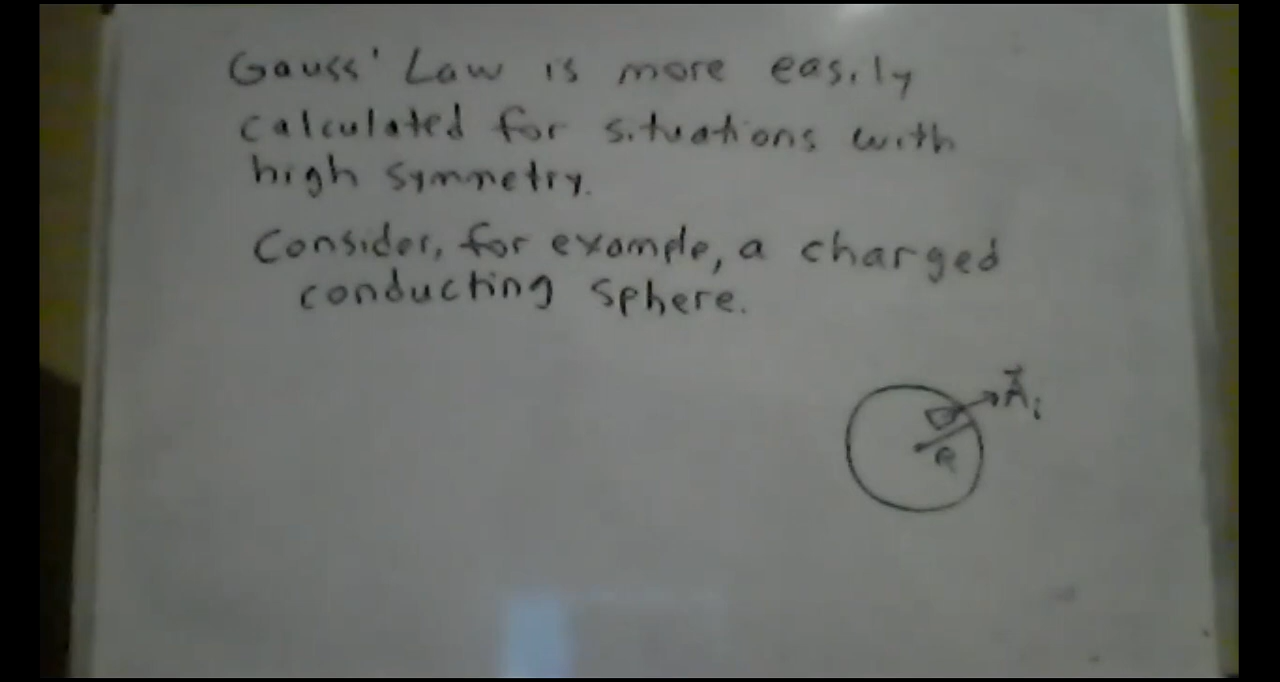 Gauss' Law is more easily
calculated for situations with
high symmetry.
Consider, for example, a charged
conducting sphere.
A⃗i
R